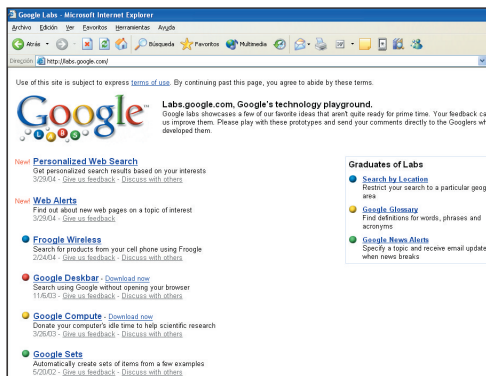 Google Labs - Microsoft Internet Explorer
Archivo Edición Ver Favoritos Herramientas Ayuda
Atrás Búsqueda Favoritos Multimedia
Dirección http://labs.google.com/
Use of this site is subject to express terms of use. By continuing past this page, you agree to abide by these terms.
Google™
LABS
Labs.google.com, Google's technology playground.
Google labs showcases a few of our favorite ideas that aren't quite ready for prime time. Your feedback ca
us improve them. Please play with these prototypes and send your comments directly to the Googlers wh
developed them.
New! Personalized Web Search
Get personalized search results based on your interests
3/29/04 - Give us feedback - Discuss with others
New! Web Alerts
Find out about new web pages on a topic of interest
3/29/04 - Give us feedback
Froogle Wireless
Search for products from your cell phone using Froogle
2/24/04 - Give us feedback - Discuss with others
Google Deskbar - Download now
Search using Google without opening your browser
11/6/03 - Give us feedback - Discuss with others
Google Compute - Download now
Donate your computer's idle time to help scientific research
3/26/03 - Give us feedback - Discuss with others
Google Sets
Automatically create sets of items from a few examples
5/20/02 - Give us feedback - Discuss with others
Graduates of Labs
Search by Location
Restrict your search to a particular geog
area
Google Glossary
Find definitions for words, phrases and
acronyms
Google News Alerts
Specify a topic and receive email update
when news breaks